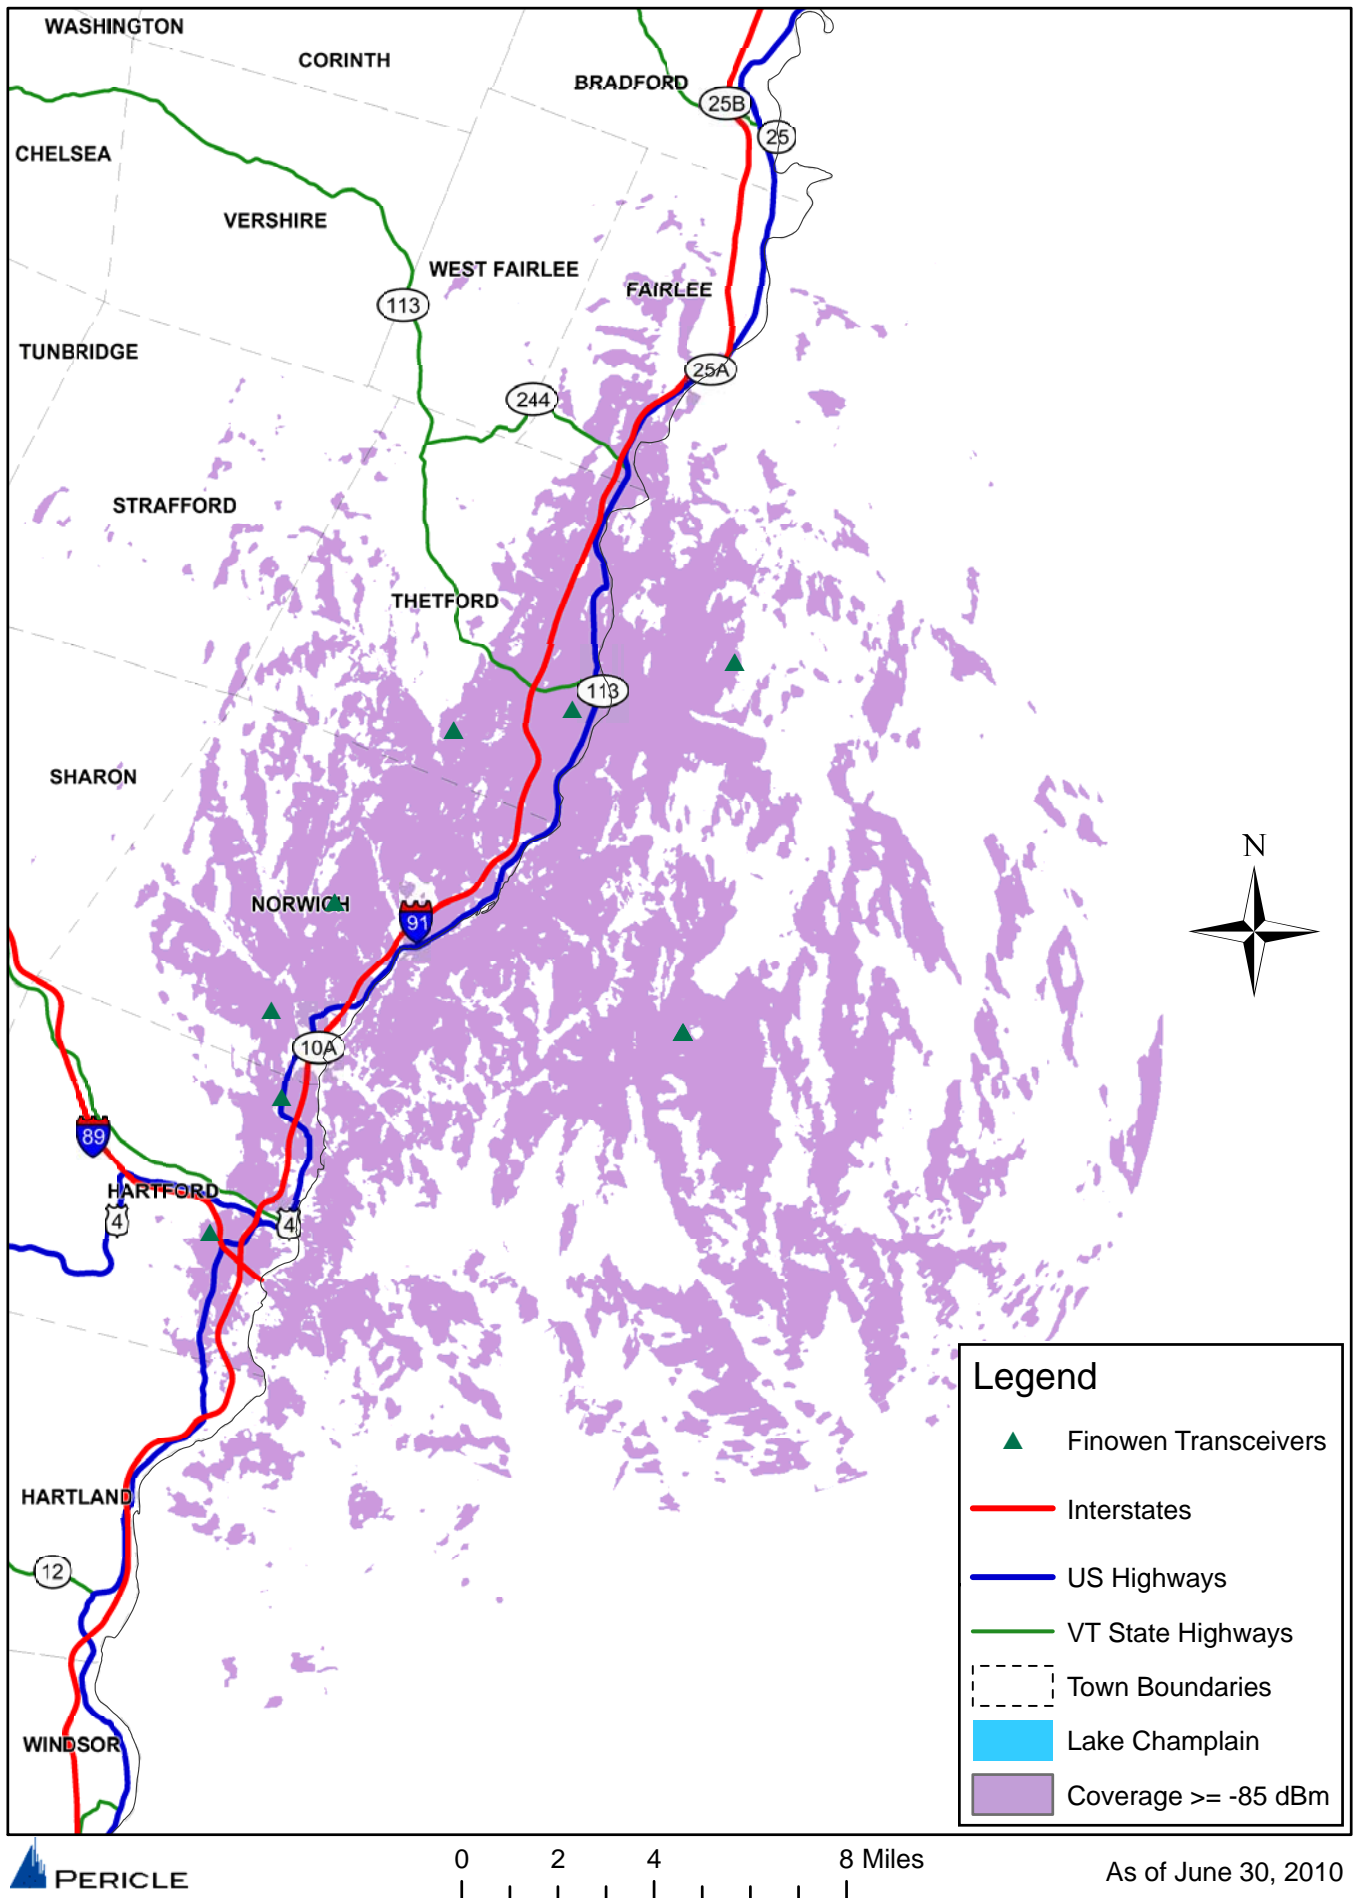 WASHINGTON
CORINTH
BRADFORD
25B
25
CHELSEA
VERSHIRE
WEST FAIRLEE
FAIRLEE
113
TUNBRIDGE
25A
244
STRAFFORD
THETFORD
113
SHARON
N
NORWICH
91
10A
89
HARTFORD
4
4
HARTLAND
12
WINDSOR
Legend
Finowen Transceivers
Interstates
US Highways
VT State Highways
Town Boundaries
Lake Champlain
Coverage >= -85 dBm
PERICLE
0 2 4 8 Miles
As of June 30, 2010